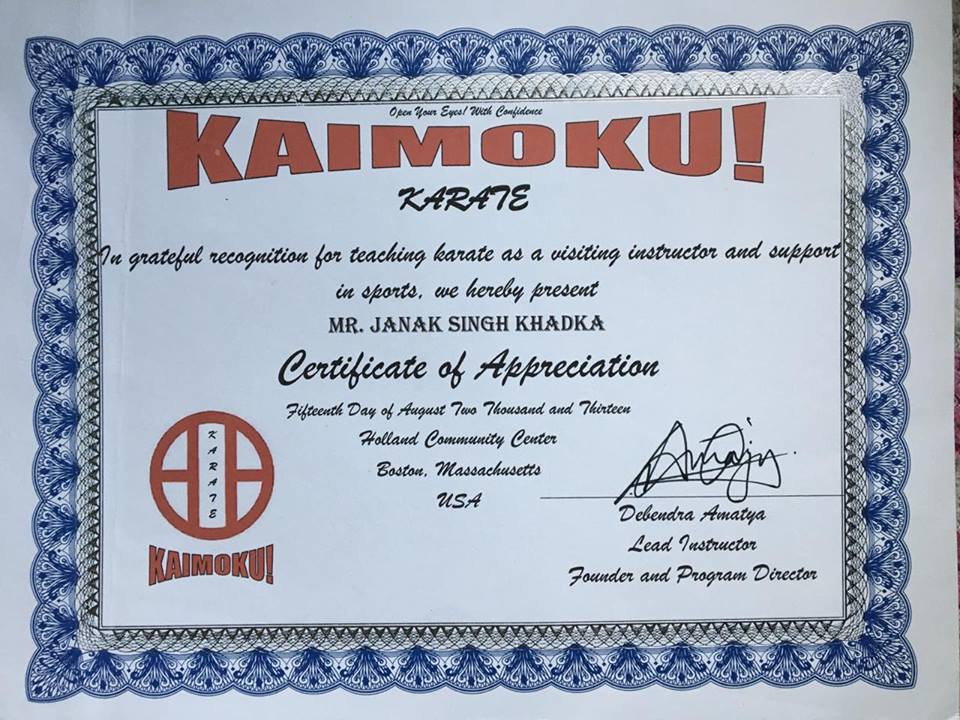 Open Your Eyes! With Confidence
KAIMOKU!
KARATE
In grateful recognition for teaching karate as a visiting instructor and support
in sports, we hereby present
MR. JANAK SINGH KHADKA
Certificate of Appreciation
Fifteenth Day of August Two Thousand and Thirteen
Holland Community Center
Boston, Massachusetts
USA
KARATE
KAIMOKU!
Debendra Amatya
Lead Instructor
Founder and Program Director